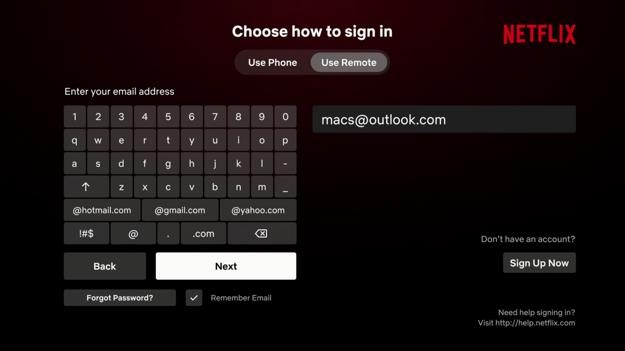 Choose how to sign in
NETFLIX
Use Phone Use Remote
Enter your email address
1 2 3 4 5 6 7 8 9 0
macs@outlook.com
q w e r t y u i o p
a s d f g h j k l -
z x c v b n m _
@hotmail.com @gmail.com @yahoo.com
!#$ @ . .com
Don't have an account?
Back Next
Sign Up Now
Forgot Password? Remember Email
Need help signing in?
Visit http://help.netflix.com